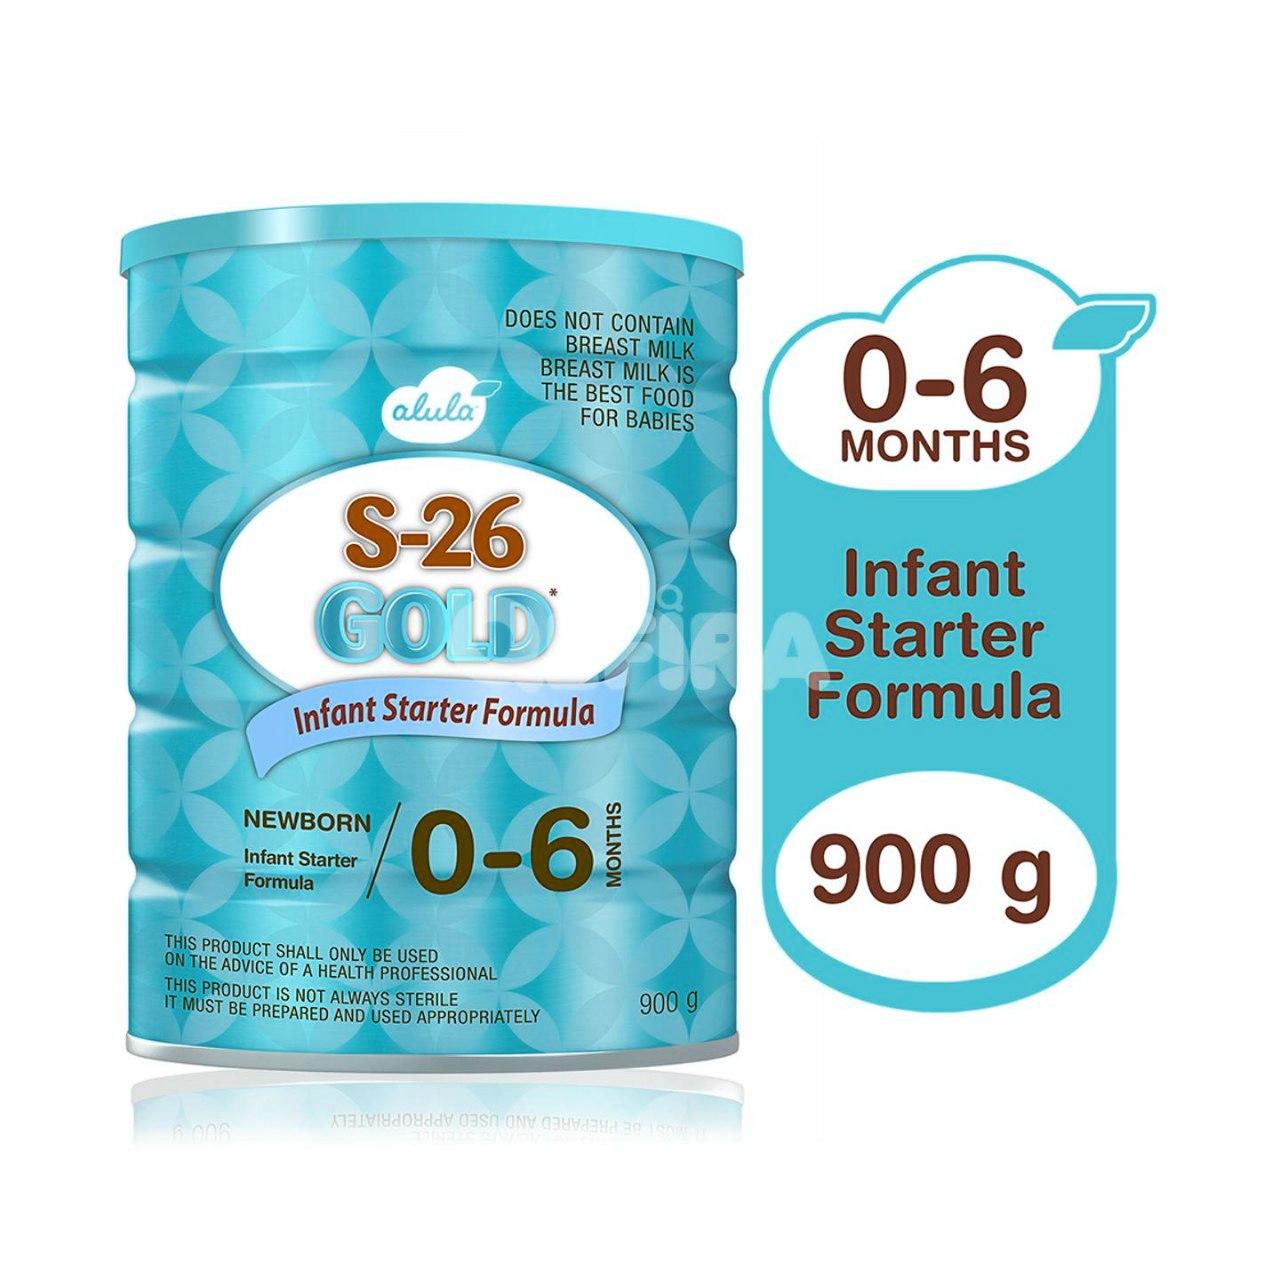 DOES NOT CONTAIN
BREAST MILK
BREAST MILK IS
THE BEST FOOD
FOR BABIES
alula™
S-26
GOLD*
Infant Starter Formula
NEWBORN
Infant Starter
Formula
0-6
MONTHS
THIS PRODUCT SHALL ONLY BE USED
ON THE ADVICE OF A HEALTH PROFESSIONAL
THIS PRODUCT IS NOT ALWAYS STERILE
IT MUST BE PREPARED AND USED APPROPRIATELY
900 g
0-6
MONTHS
Infant
Starter
Formula
900 g